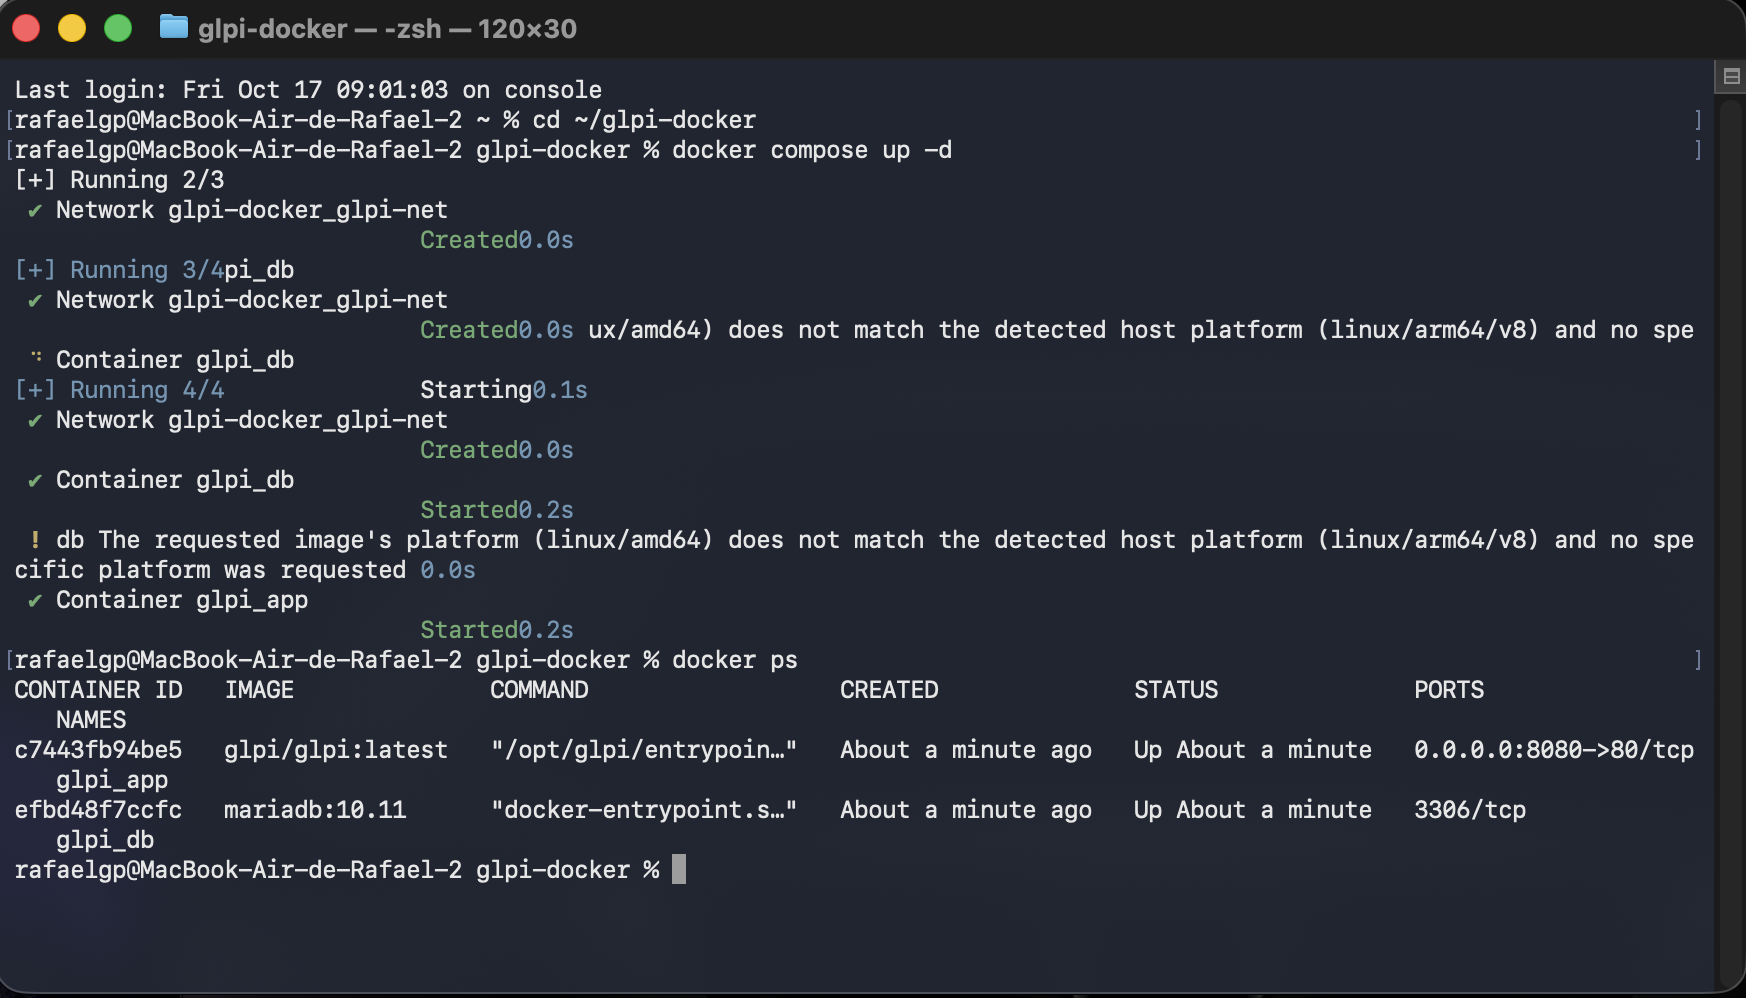 glpi-docker — -zsh — 120×30
Last login: Fri Oct 17 09:01:03 on console
[rafaelgp@MacBook-Air-de-Rafael-2 ~ % cd ~/glpi-docker ]
[rafaelgp@MacBook-Air-de-Rafael-2 glpi-docker % docker compose up -d ]
[+] Running 2/3
✔ Network glpi-docker_glpi-net
Created0.0s
[+] Running 3/4pi_db
✔ Network glpi-docker_glpi-net
Created0.0s ux/amd64) does not match the detected host platform (linux/arm64/v8) and no spe
⠙ Container glpi_db
[+] Running 4/4 Starting0.1s
✔ Network glpi-docker_glpi-net
Created0.0s
✔ Container glpi_db
Started0.2s
! db The requested image's platform (linux/amd64) does not match the detected host platform (linux/arm64/v8) and no spe
cific platform was requested 0.0s
✔ Container glpi_app
Started0.2s
[rafaelgp@MacBook-Air-de-Rafael-2 glpi-docker % docker ps ]
CONTAINER ID IMAGE COMMAND CREATED STATUS PORTS
NAMES
c7443fb94be5 glpi/glpi:latest "/opt/glpi/entrypoin…" About a minute ago Up About a minute 0.0.0.0:8080->80/tcp
glpi_app
efbd48f7ccfc mariadb:10.11 "docker-entrypoint.s…" About a minute ago Up About a minute 3306/tcp
glpi_db
rafaelgp@MacBook-Air-de-Rafael-2 glpi-docker %